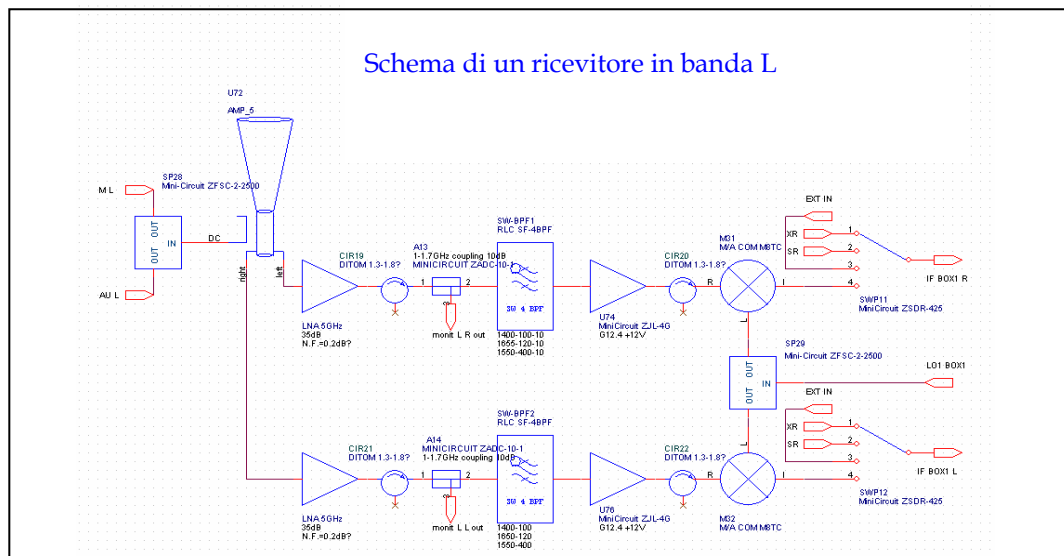 Schema di un ricevitore in banda L
U72
AMP_5
SP28
Mini-Circuit ZFSC-2-2500
M L
OUT
OUT
IN
DC
AU L
right
left
LNA 5GHz
35dB
N.F.=0.2dB?
CIR19
DITOM 1.3-1.8?
A13
1-1.7GHz coupling 10dB
MINICIRCUIT ZADC-10-1
1
2
3
monit L R out
SW-BPF1
RLC SF-4BPF
SW 4 BPF
1400-100-10
1655-120-10
1550-400-10
U74
MiniCircuit ZJL-4G
G12.4 +12V
CIR20
DITOM 1.3-1.8?
R
M31
M/A COM M8TC
I
L
EXT IN
XR
SR
1
2
3
4
SWP11
MiniCircuit ZSDR-425
IF BOX1 R
SP29
Mini-Circuit ZFSC-2-2500
OUT
OUT
IN
LO1 BOX1
EXT IN
XR
SR
1
2
3
4
SWP12
MiniCircuit ZSDR-425
IF BOX1 L
LNA 5GHz
35dB
N.F.=0.2dB?
CIR21
DITOM 1.3-1.8?
A14
MINICIRCUIT ZADC-10-1
1-1.7GHz coupling 10dB
1
2
3
monit L L out
SW-BPF2
RLC SF-4BPF
SW 4 BPF
1400-100
1650-120
1550-400
U76
MiniCircuit ZJL-4G
G12.4 +12V
CIR22
DITOM 1.3-1.8?
R
L
I
M32
M/A COM M8TC